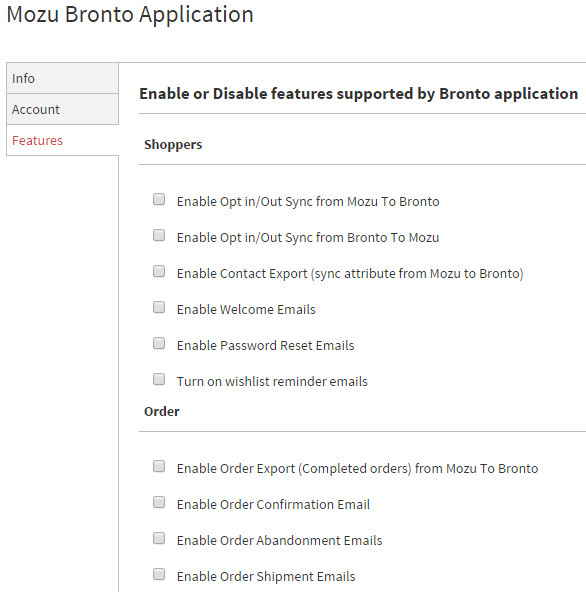 Mozu Bronto Application
Info
Account
Features
Enable or Disable features supported by Bronto application
Shoppers
Enable Opt in/Out Sync from Mozu To Bronto
Enable Opt in/Out Sync from Bronto To Mozu
Enable Contact Export (sync attribute from Mozu to Bronto)
Enable Welcome Emails
Enable Password Reset Emails
Turn on wishlist reminder emails
Order
Enable Order Export (Completed orders) from Mozu To Bronto
Enable Order Confirmation Email
Enable Order Abandonment Emails
Enable Order Shipment Emails